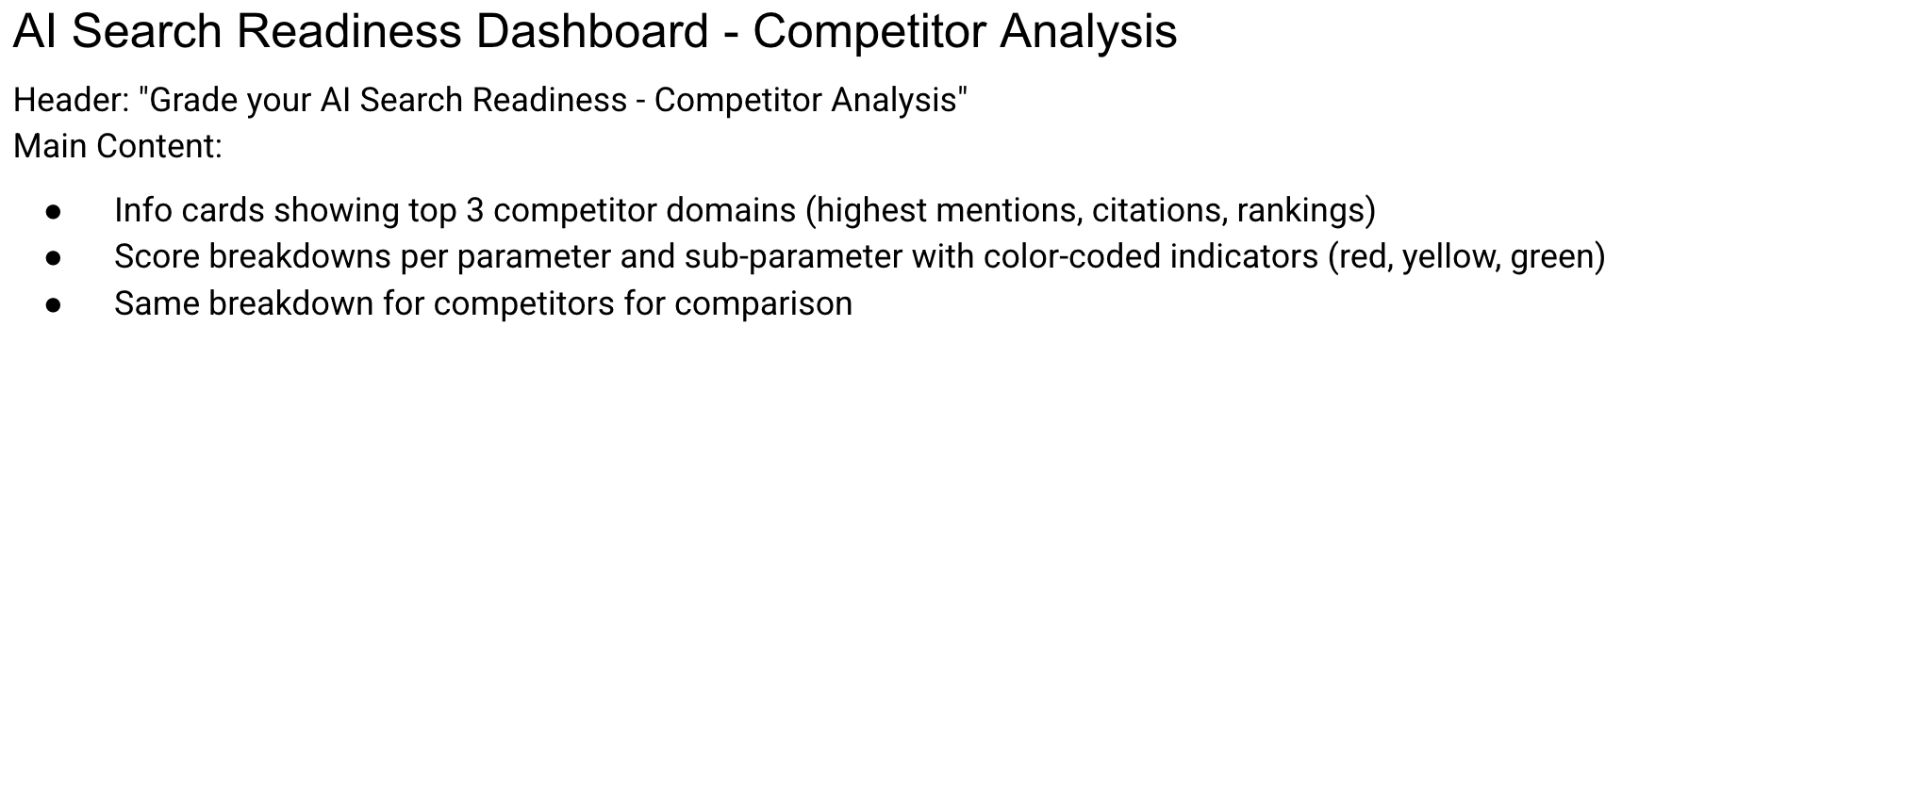 AI Search Readiness Dashboard - Competitor Analysis
Header: "Grade your AI Search Readiness - Competitor Analysis"
Main Content:
● Info cards showing top 3 competitor domains (highest mentions, citations, rankings)
● Score breakdowns per parameter and sub-parameter with color-coded indicators (red, yellow, green)
● Same breakdown for competitors for comparison